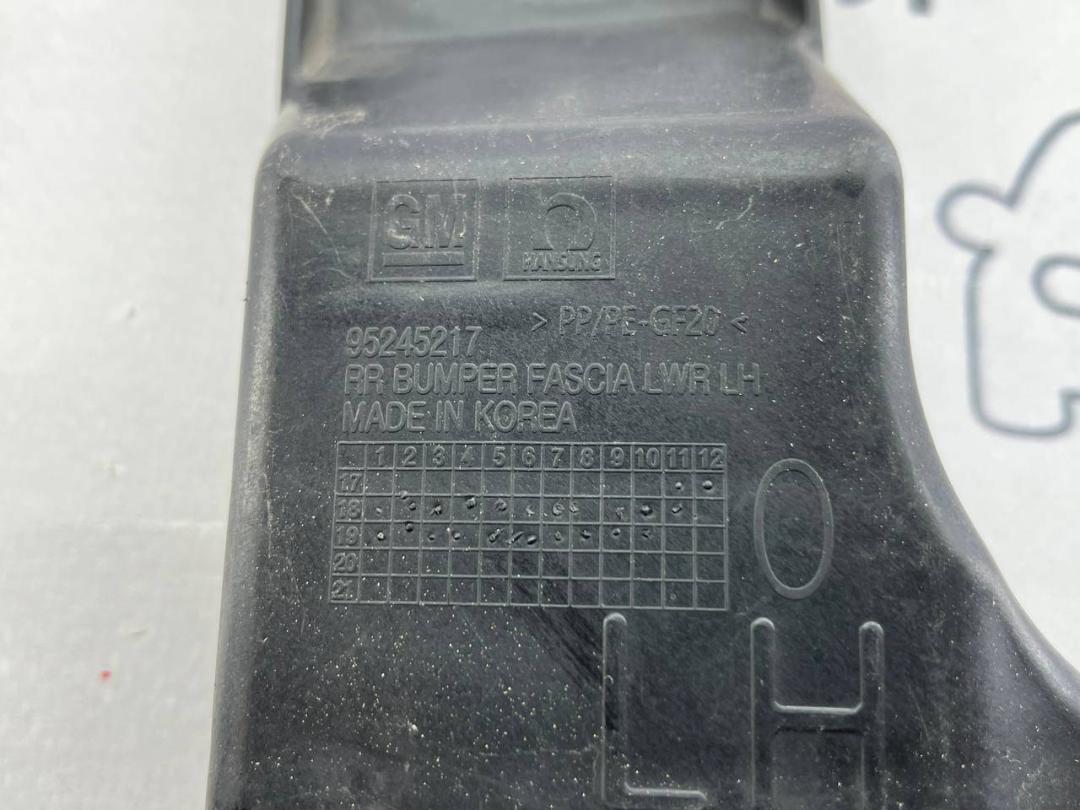 GM HANSUNG
> PP/PE-GF20 <
95245217
RR BUMPER FASCIA LWR LH
MADE IN KOREA
1 2 3 4 5 6 7 8 9 10 11 12
17
18
19
20
21
LH